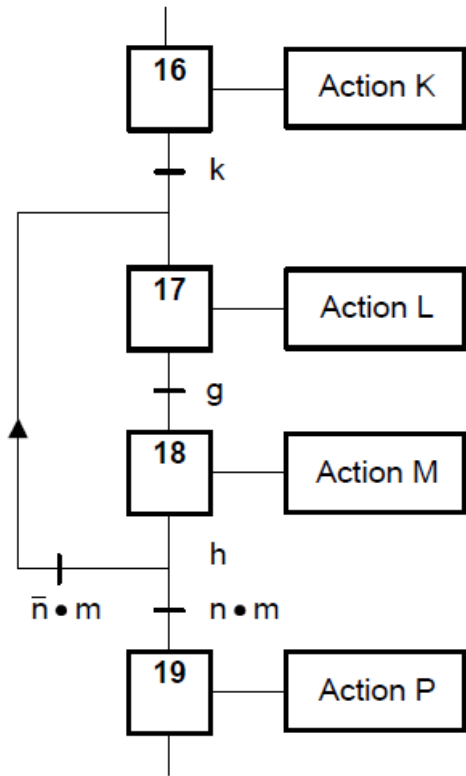 16 Action K
k
17 Action L
g
18 Action M
h
n̅ • m n • m
19 Action P